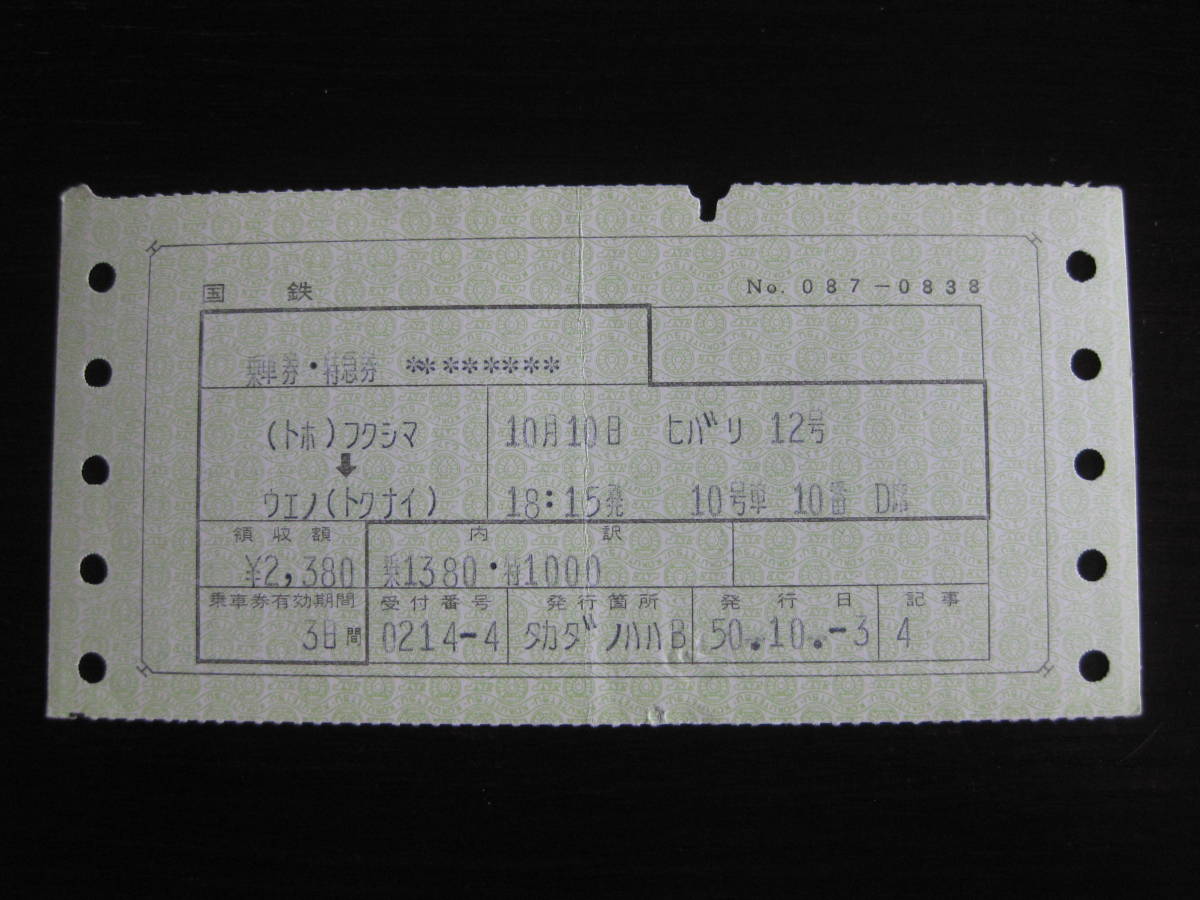 国鉄 No. 087-0838
乗車券・特急券 ********
(トホ)フクシマ 10月10日 ヒバリ 12号
⬇
ウエノ(トクナイ) 18:15発 10号車 10番 D席
領収額 内訳
¥2,380 乗1380・特1000
乗車券有効期間 受付番号 発行箇所 発行日 記事
3日間 0214-4 タカダノババB 50.10.-3 4